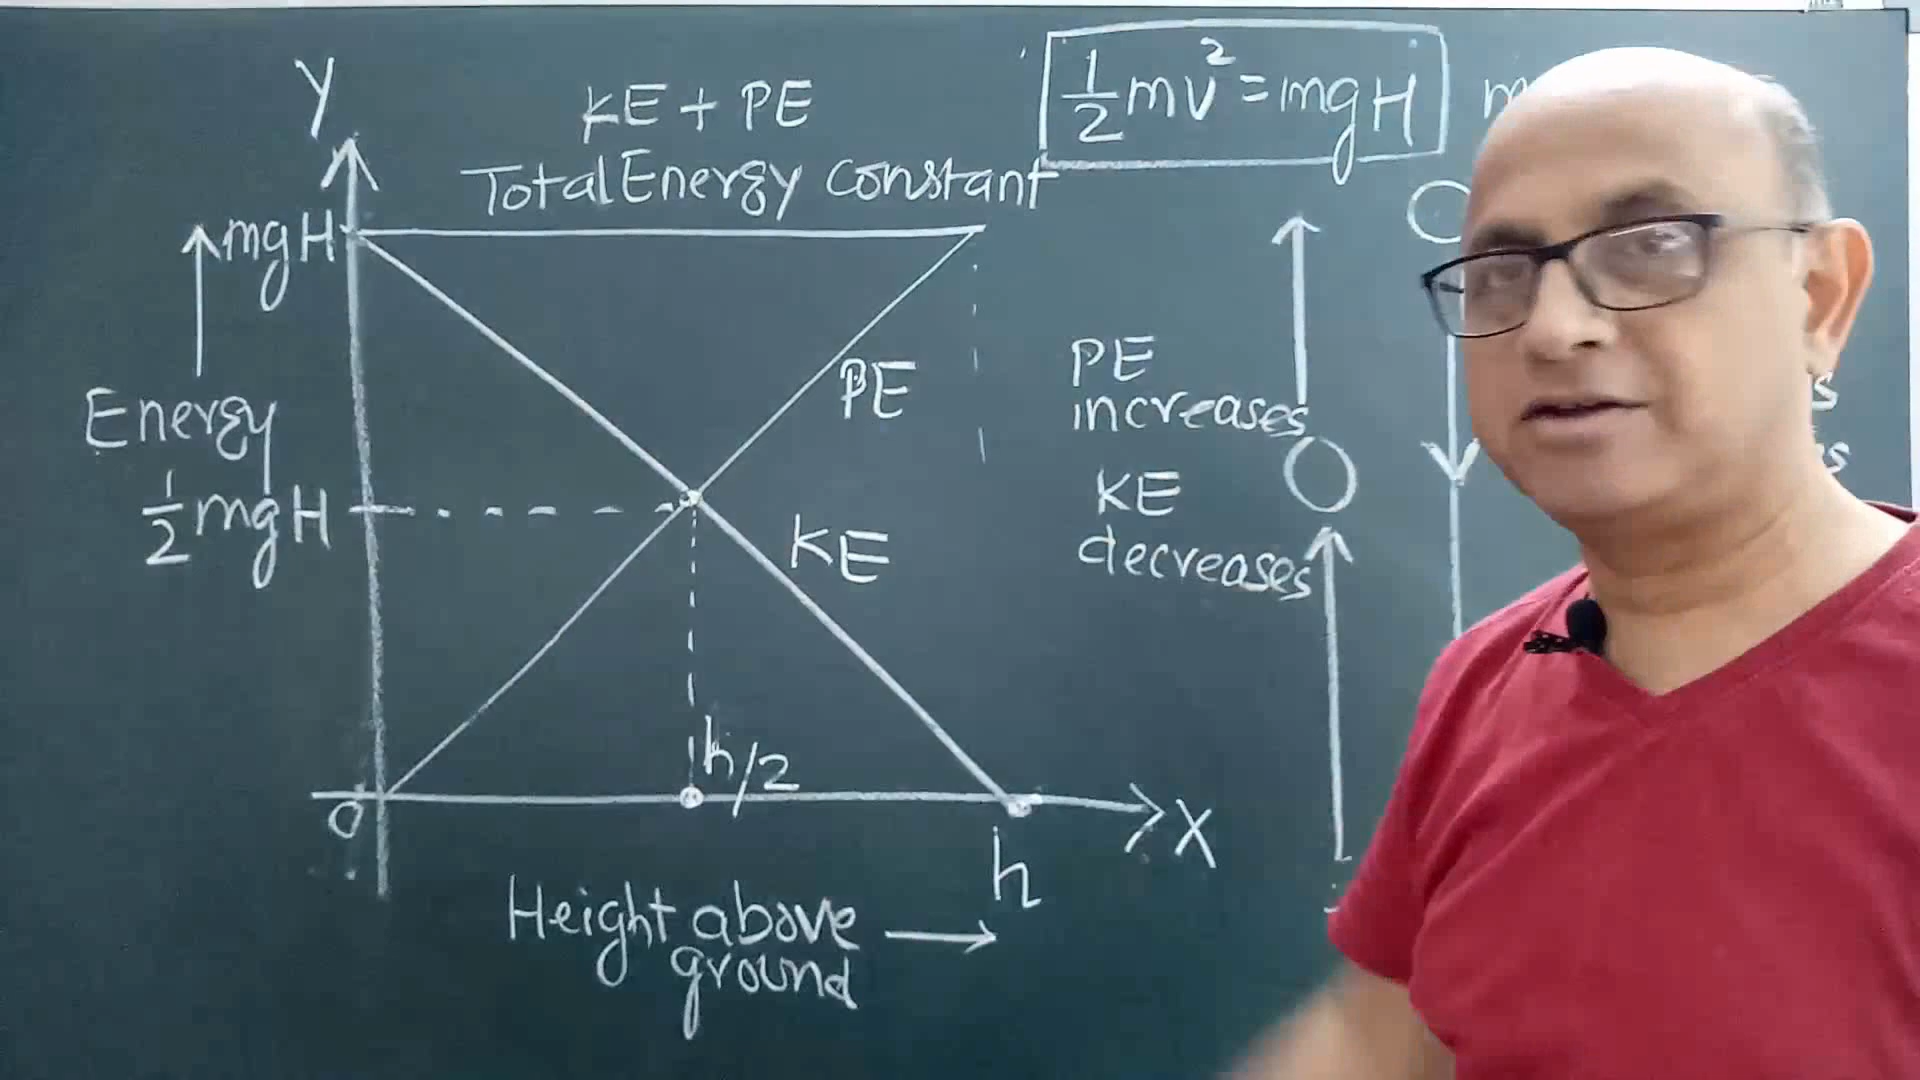 Y
KE + PE
Total Energy constant
mgH
Energy
1/2 mgH
PE
KE
h/2
0
X
h
Height above
ground
1/2 mv² = mgH
PE
increases
KE
decreases